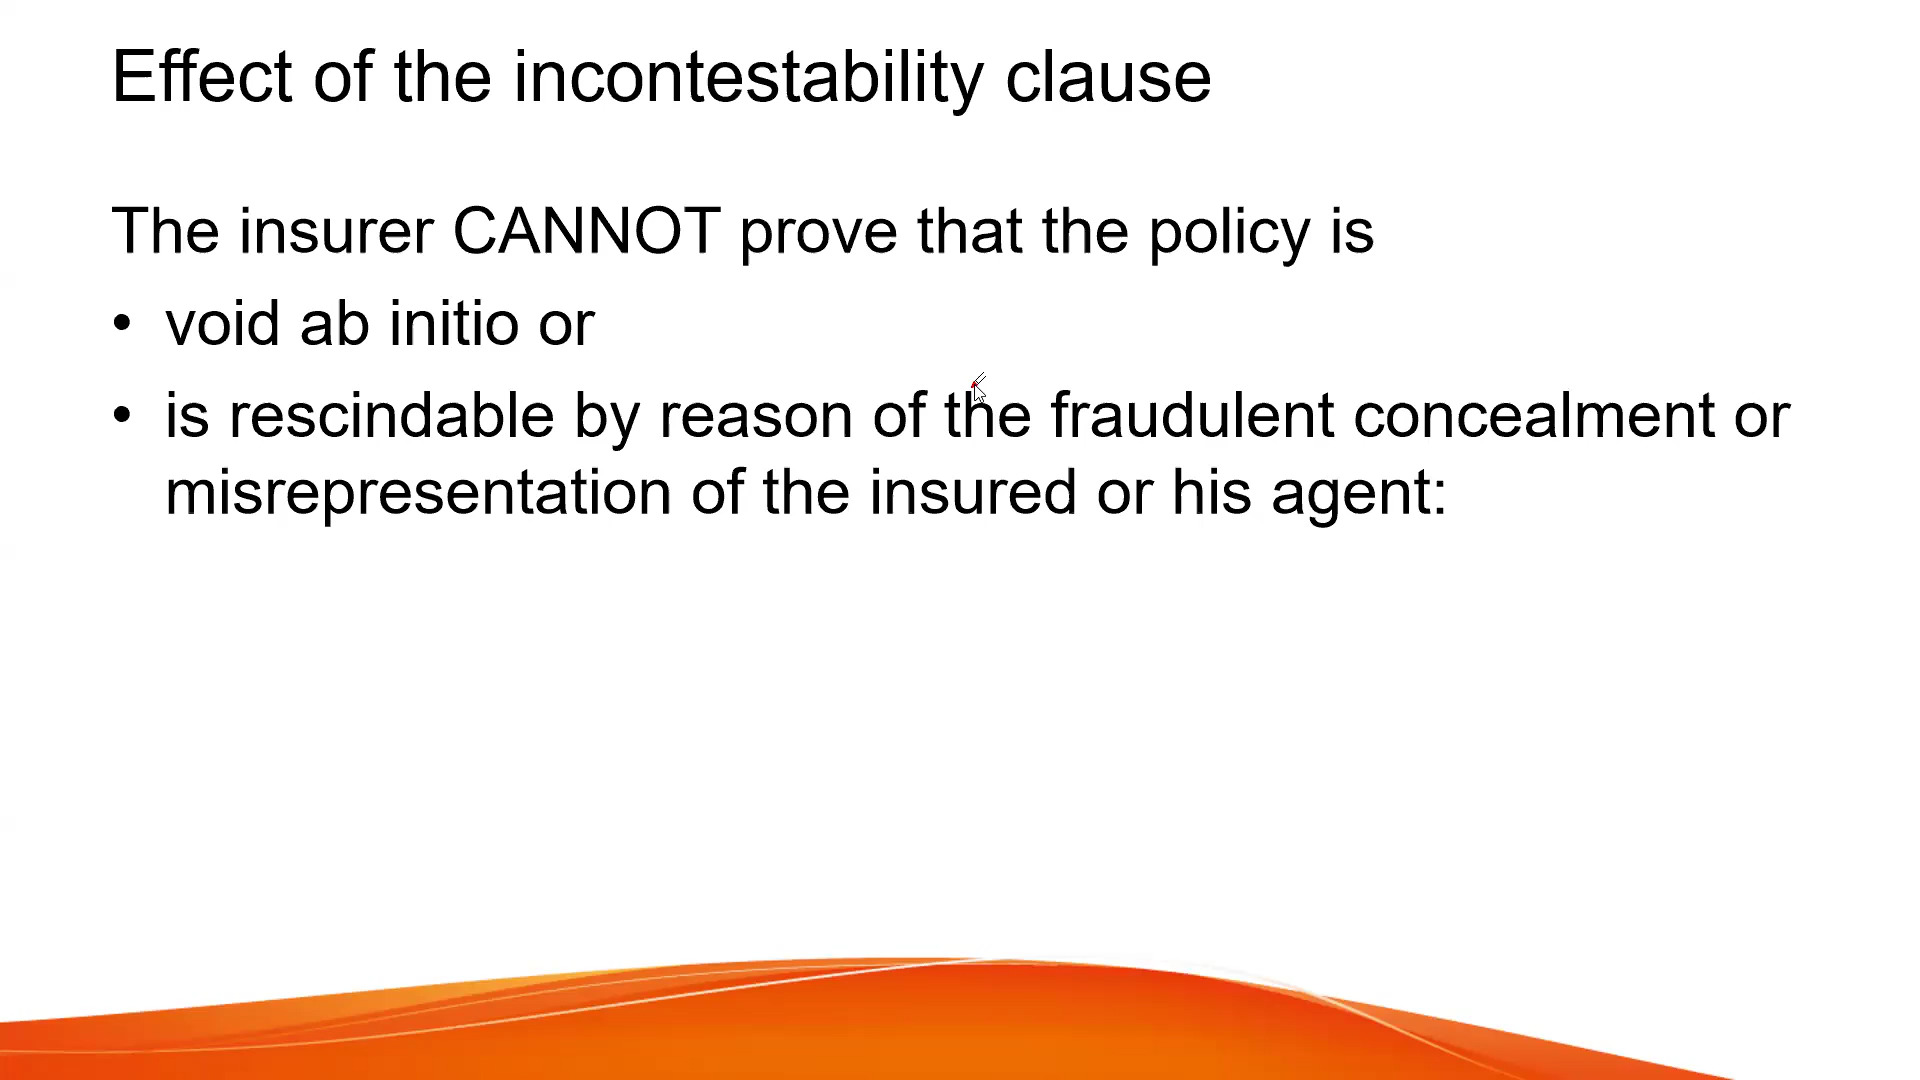 Effect of the incontestability clause
The insurer CANNOT prove that the policy is
• void ab initio or
• is rescindable by reason of the fraudulent concealment or
misrepresentation of the insured or his agent: